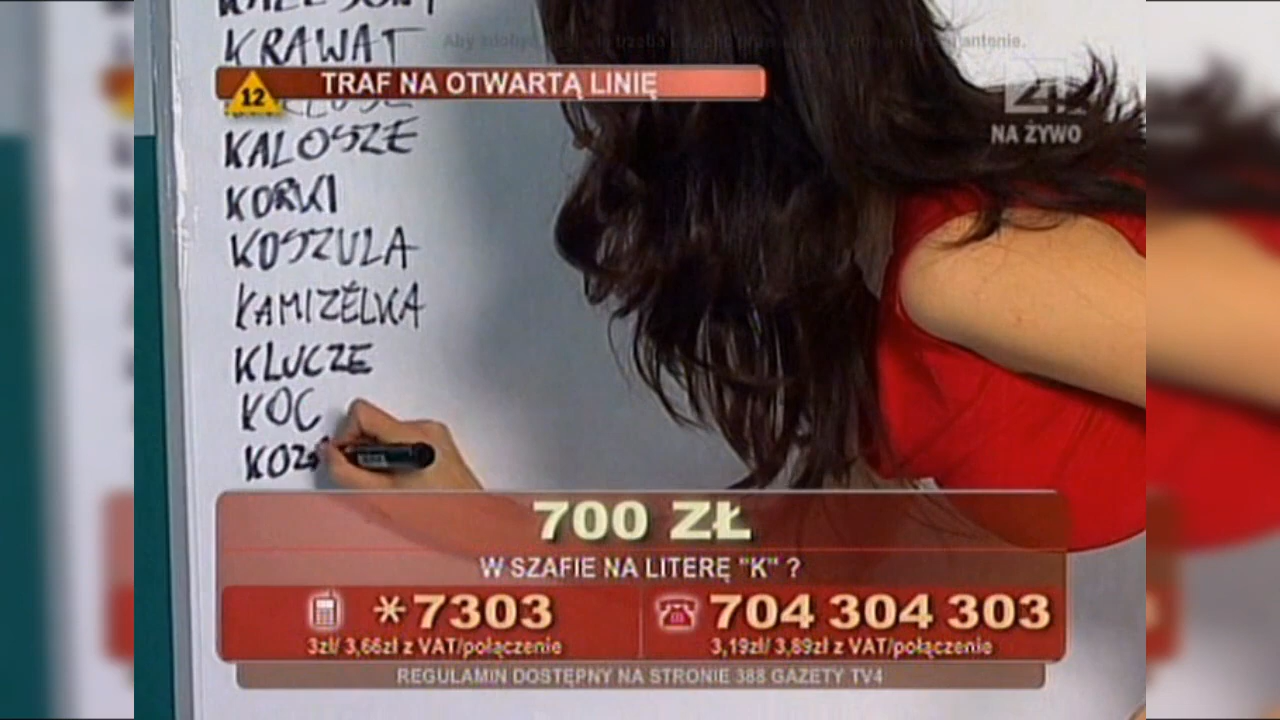 KALESONY
KRAWAT
TRAF NA OTWARTĄ LINIĘ
12
NA ŻYWO
KALOSZE
KORKI
KOSZULA
KAMIZELKA
KLUCZE
KOC
KOZ
700 ZŁ
W SZAFIE NA LITERĘ "K" ?
*7303
704 304 303
3zł/ 3,66zł z VAT/połączenie
3,19zł/ 3,89zł z VAT/połączenie
REGULAMIN DOSTĘPNY NA STRONIE 388 GAZETY TV4